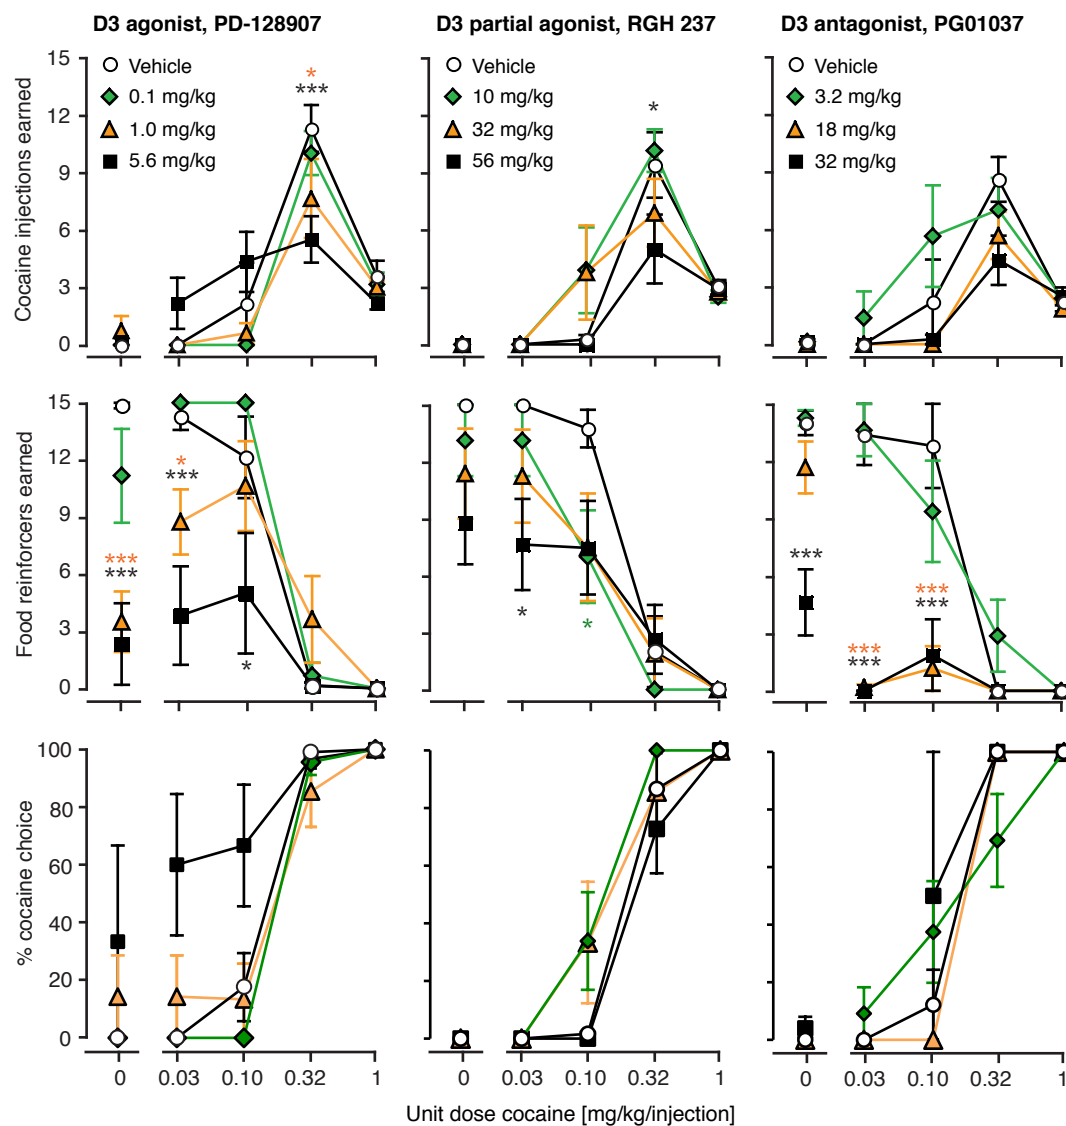 D3 agonist, PD-128907
D3 partial agonist, RGH 237
D3 antagonist, PG01037
Cocaine injections earned
15
12
9
6
3
0
Vehicle
0.1 mg/kg
1.0 mg/kg
5.6 mg/kg
*
***
Vehicle
10 mg/kg
32 mg/kg
56 mg/kg
*
Vehicle
3.2 mg/kg
18 mg/kg
32 mg/kg
Food reinforcers earned
15
12
9
6
3
0
***
***
*
***
*
*
*
***
***
***
***
***
% cocaine choice
100
80
60
40
20
0
0 0.03 0.10 0.32 1
0 0.03 0.10 0.32 1
0 0.03 0.10 0.32 1
Unit dose cocaine [mg/kg/injection]